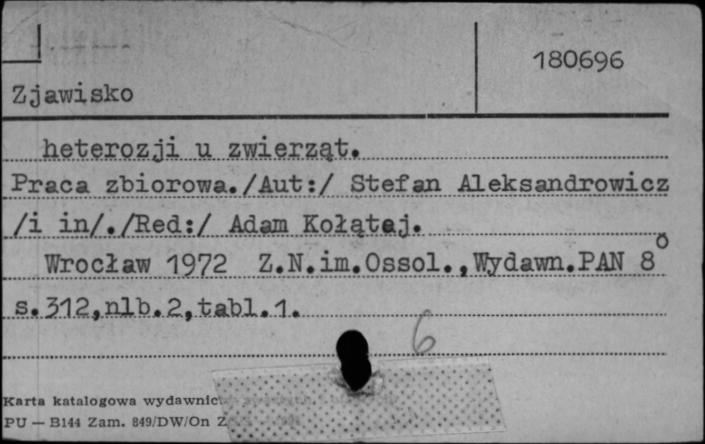 180696
Zjawisko
heterozji u zwierząt.
Praca zbiorowa./Aut:/ Stefan Aleksandrowicz
/i in/./Red:/ Adam Kołątaj.
Wrocław 1972 Z.N.im.Ossol.,Wydawn.PAN 8°
s.312,nlb.2,tabl.1.
6
Karta katalogowa wydawnic
PU — B144 Zam. 849/DW/On Z